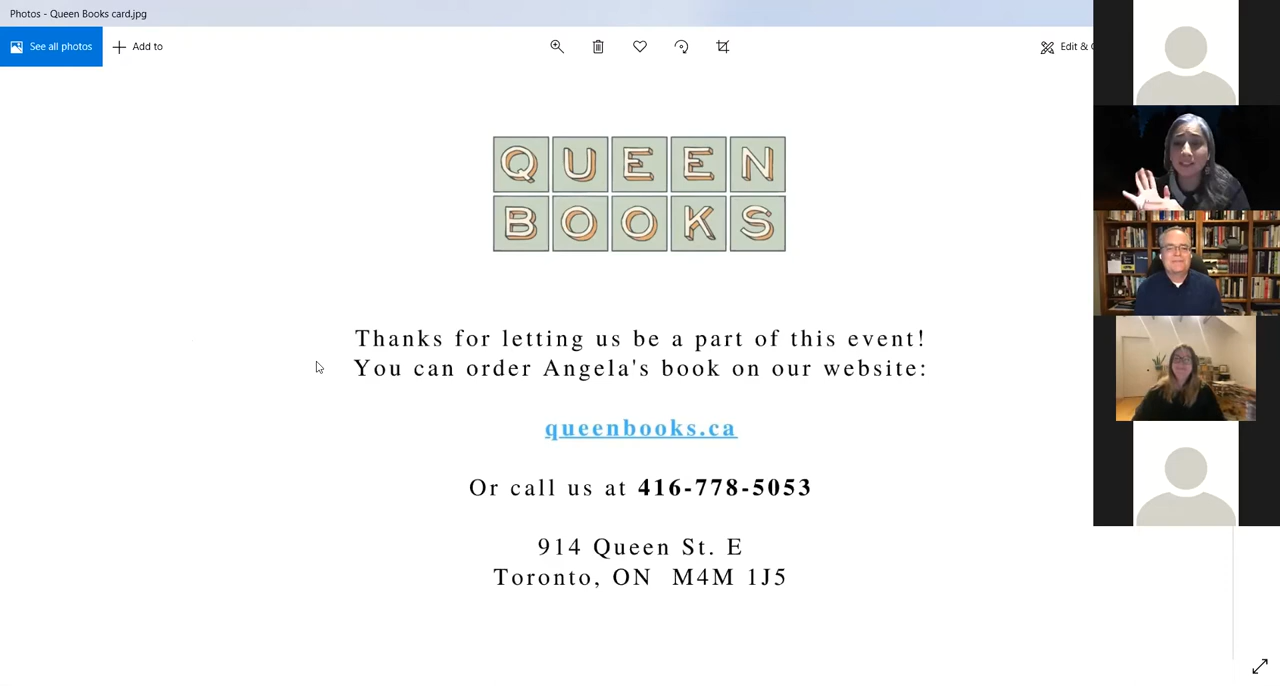 Photos - Queen Books card.jpg
See all photos
Add to
Edit &
QUEEN
BOOKS
Thanks for letting us be a part of this event!
You can order Angela's book on our website:
queenbooks.ca
Or call us at 416-778-5053
914 Queen St. E
Toronto, ON M4M 1J5